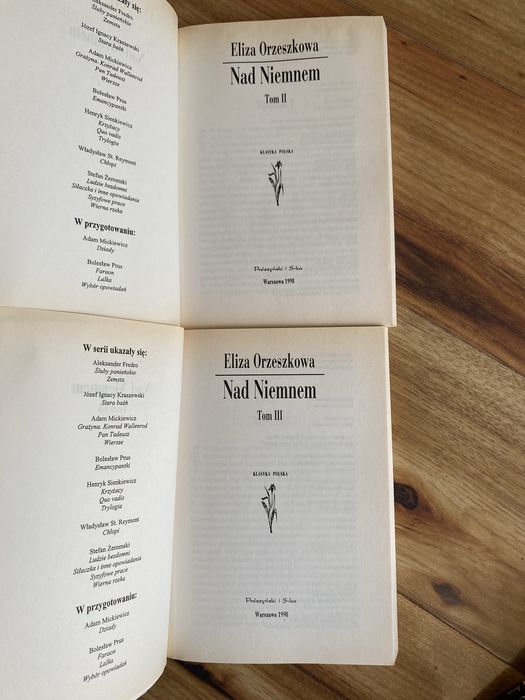 W serii ukazały się:
Aleksander Fredro
Śluby panieńskie
Zemsta
Józef Ignacy Kraszewski
Stara baśń
Adam Mickiewicz
Grażyna. Konrad Wallenrod
Pan Tadeusz
Wiersze
Bolesław Prus
Emancypantki
Henryk Sienkiewicz
Krzyżacy
Quo vadis
Trylogia
Władysław St. Reymont
Chłopi
Stefan Żeromski
Ludzie bezdomni
Siłaczka i inne opowiadania
Syzyfowe prace
Wierna rzeka
W przygotowaniu:
Adam Mickiewicz
Dziady
Bolesław Prus
Faraon
Lalka
Wybór opowiadań
Eliza Orzeszkowa
Nad Niemnem
Tom II
KLASYKA POLSKA
Prószyński i S-ka
Warszawa 1998
W serii ukazały się:
Aleksander Fredro
Śluby panieńskie
Zemsta
Józef Ignacy Kraszewski
Stara baśń
Adam Mickiewicz
Grażyna. Konrad Wallenrod
Pan Tadeusz
Wiersze
Bolesław Prus
Emancypantki
Henryk Sienkiewicz
Krzyżacy
Quo vadis
Trylogia
Władysław St. Reymont
Chłopi
Stefan Żeromski
Ludzie bezdomni
Siłaczka i inne opowiadania
Syzyfowe prace
Wierna rzeka
W przygotowaniu:
Adam Mickiewicz
Dziady
Bolesław Prus
Faraon
Lalka
Wybór opowiadań
Eliza Orzeszkowa
Nad Niemnem
Tom III
KLASYKA POLSKA
Prószyński i S-ka
Warszawa 1998